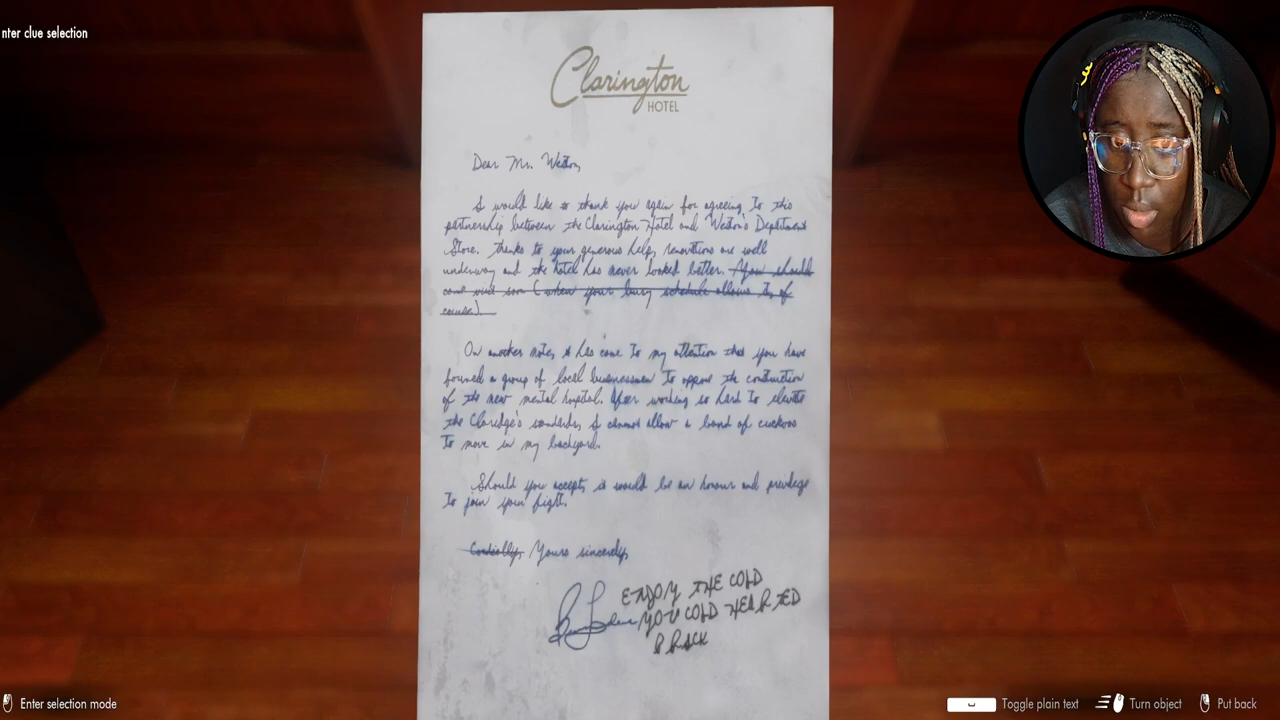 nter clue selection
Clarington
HOTEL
Dear Mr. Weston,
I would like to thank you again for agreeing to this
partnership between the Clarington Hotel and Weston's Department
Store. Thanks to your generous help, renovations are well
underway and the hotel has never looked better. You should
come visit soon (when your busy schedule allows it, of
course).
On another note, it has come to my attention that you have
formed a group of local businessmen to oppose the construction
of the new mental hospital. After working so hard to elevate
the Claridge's standards, I cannot allow a band of cuckoos
to move in my backyard.
Should you accept, it would be an honour and privilege
to join your fight.
Cordially, Yours sincerely,
ENJOY THE COLD
YOU COLD HEARTED
Enter selection mode
Toggle plain text
Turn object
Put back